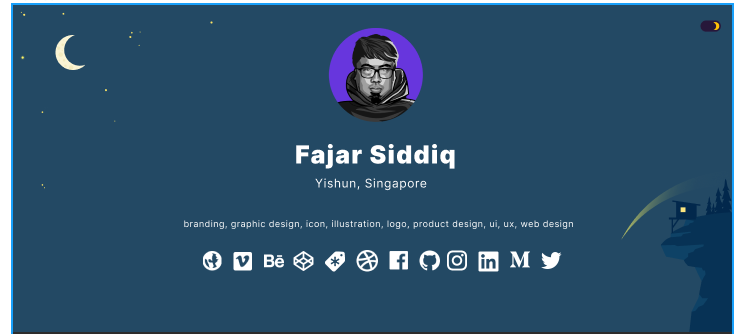 Fajar Siddiq
Yishun, Singapore
branding, graphic design, icon, illustration, logo, product design, ui, ux, web design